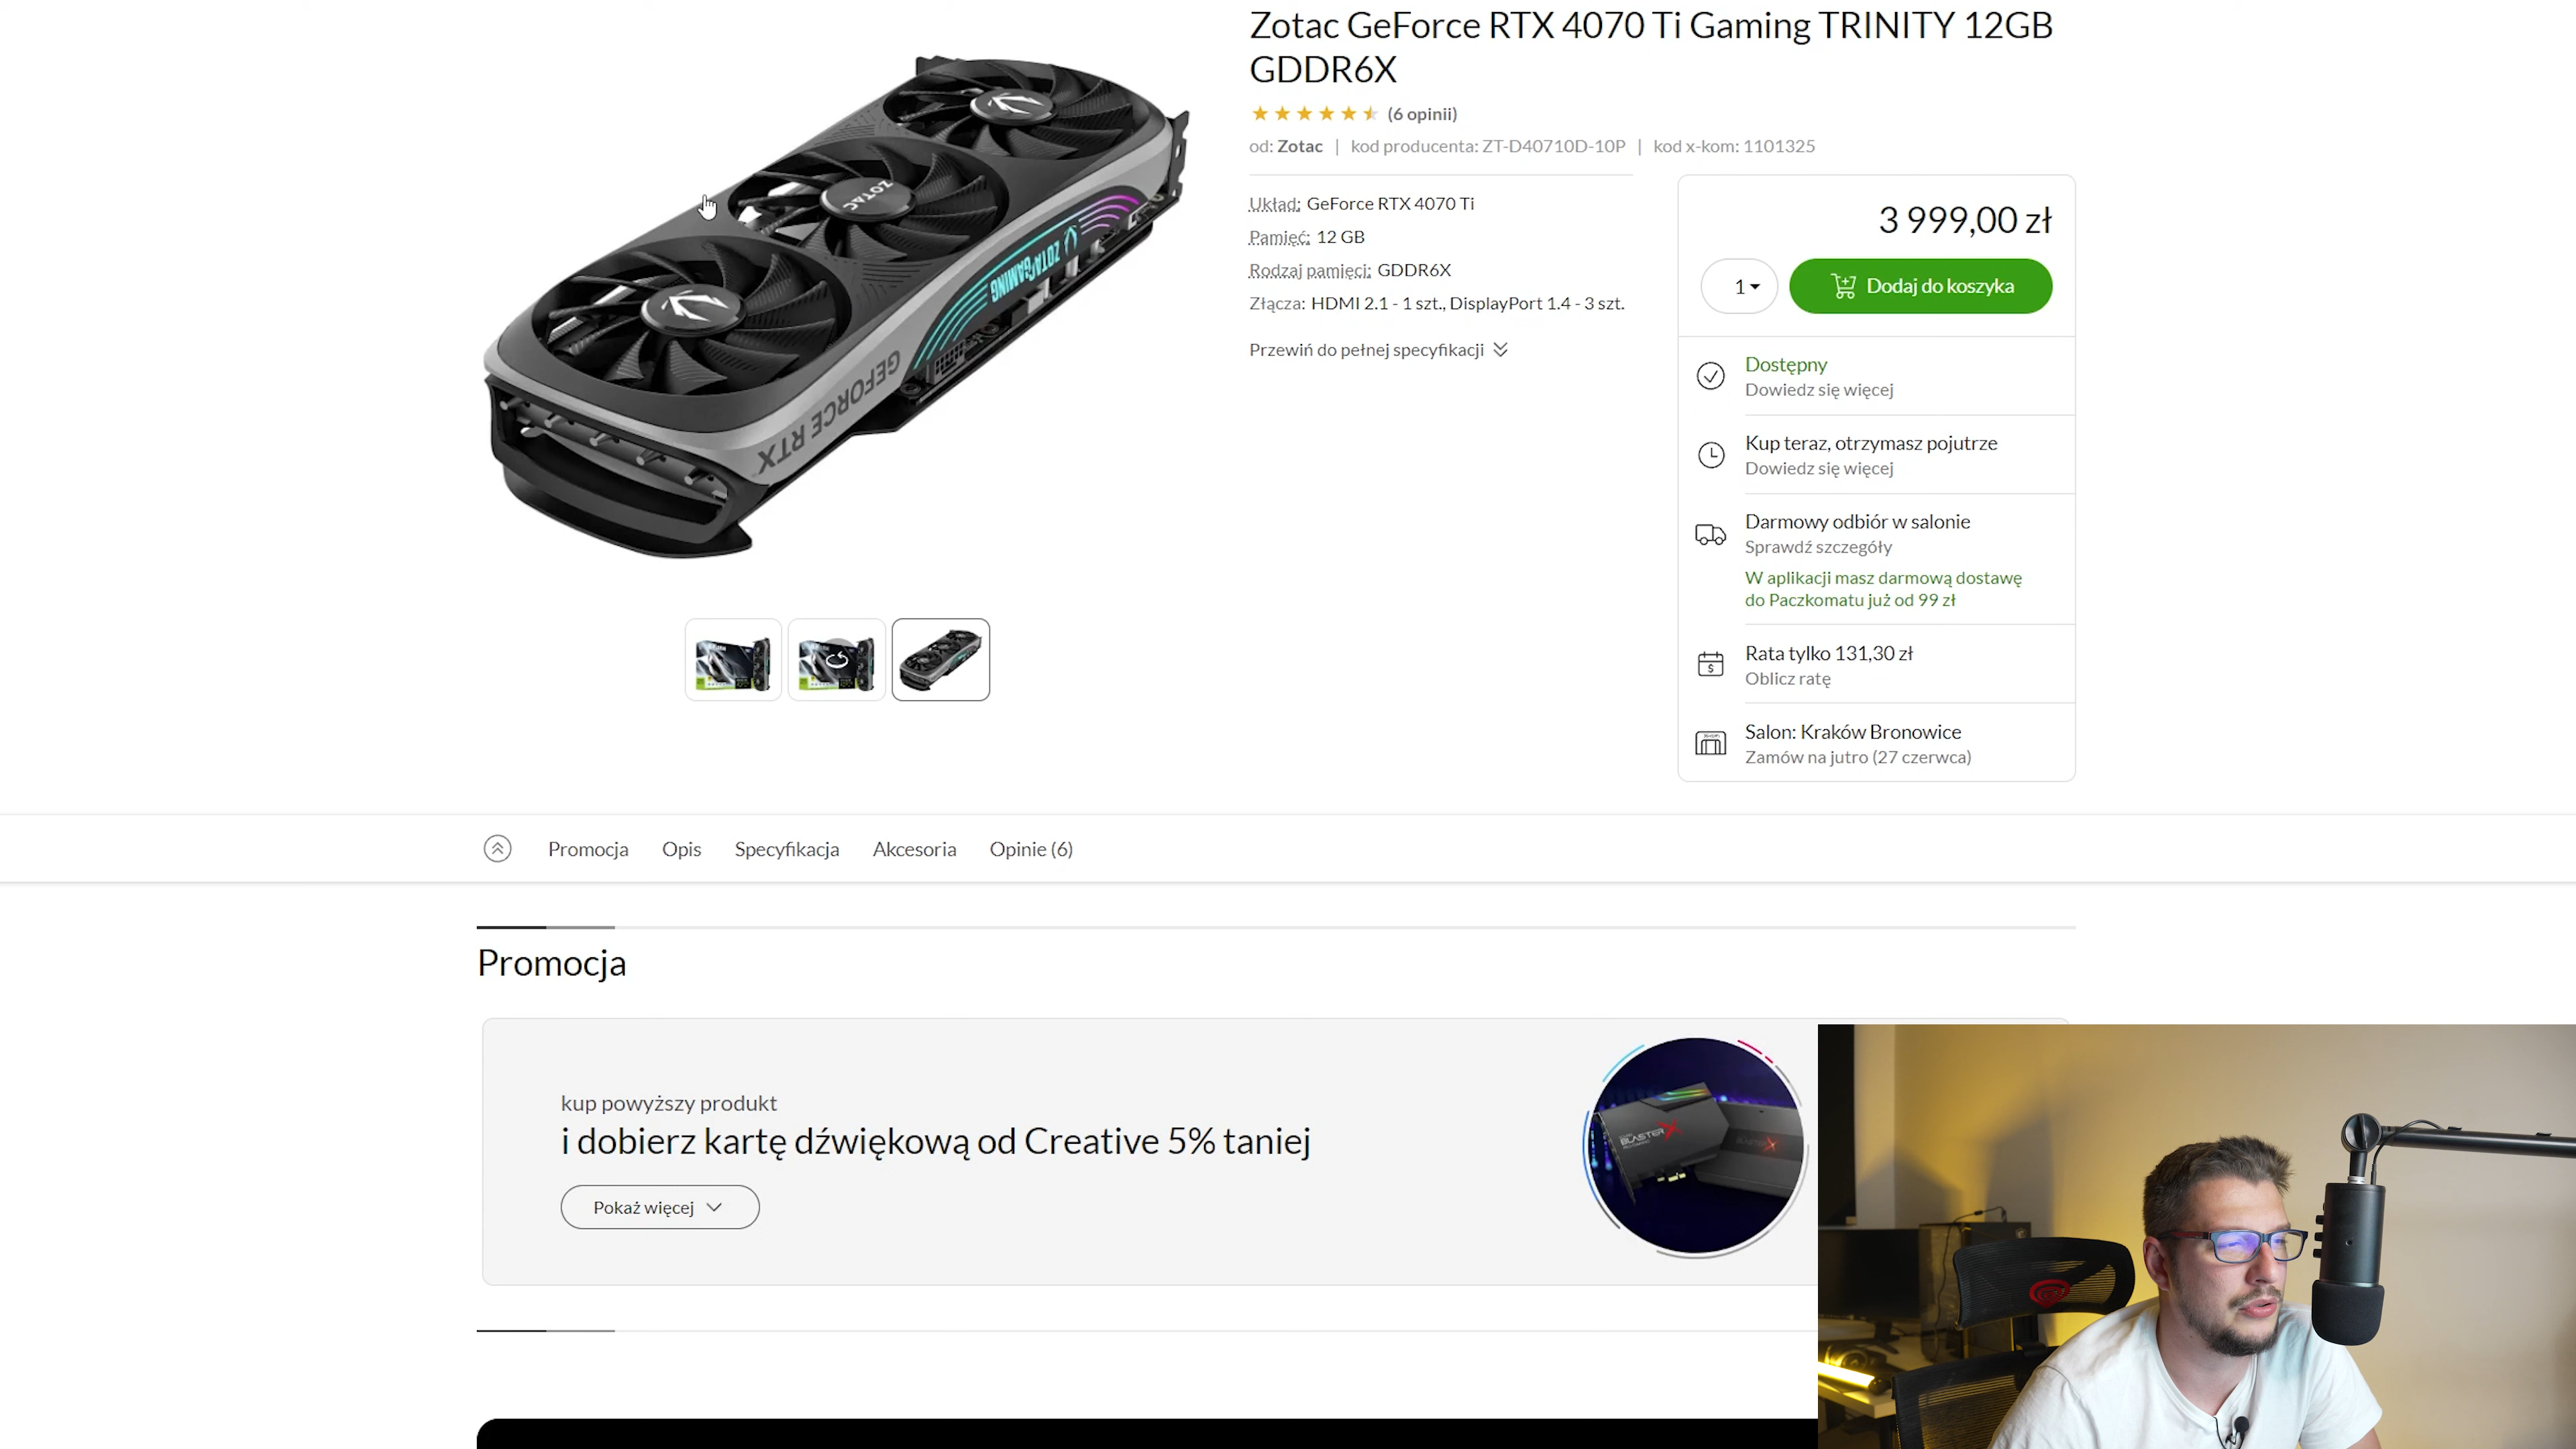 Zotac GeForce RTX 4070 Ti Gaming TRINITY 12GB
GDDR6X
(6 opinii)
od: Zotac | kod producenta: ZT-D40710D-10P | kod x-kom: 1101325
Układ: GeForce RTX 4070 Ti
Pamięć: 12 GB
Rodzaj pamięci: GDDR6X
Złącza: HDMI 2.1 - 1 szt., DisplayPort 1.4 - 3 szt.
Przewiń do pełnej specyfikacji
3 999,00 zł
1
Dodaj do koszyka
Dostępny
Dowiedz się więcej
Kup teraz, otrzymasz pojutrze
Dowiedz się więcej
Darmowy odbiór w salonie
Sprawdź szczegóły
W aplikacji masz darmową dostawę
do Paczkomatu już od 99 zł
Rata tylko 131,30 zł
Oblicz ratę
Salon: Kraków Bronowice
Zamów na jutro (27 czerwca)
ZOTAC
ZOTAC GAMING
GEFORCE RTX
Promocja
Opis
Specyfikacja
Akcesoria
Opinie (6)
Promocja
kup powyższy produkt
i dobierz kartę dźwiękową od Creative 5% taniej
Pokaż więcej
BLASTERX